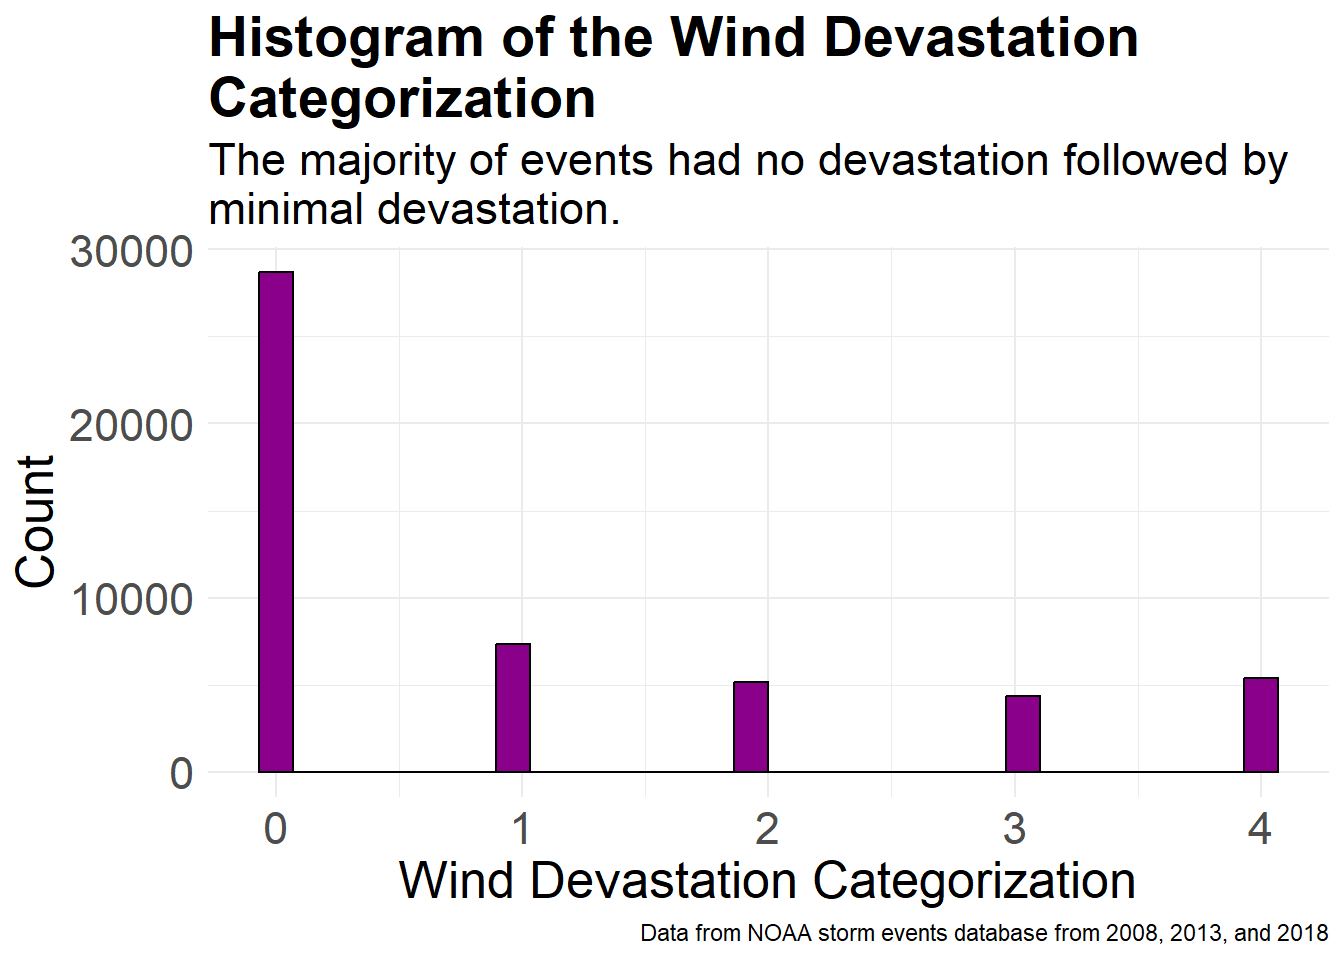 Histogram of the Wind Devastation
Categorization
The majority of events had no devastation followed by
minimal devastation.
30000
20000
10000
0
Count
0 1 2 3 4
Wind Devastation Categorization
Data from NOAA storm events database from 2008, 2013, and 2018